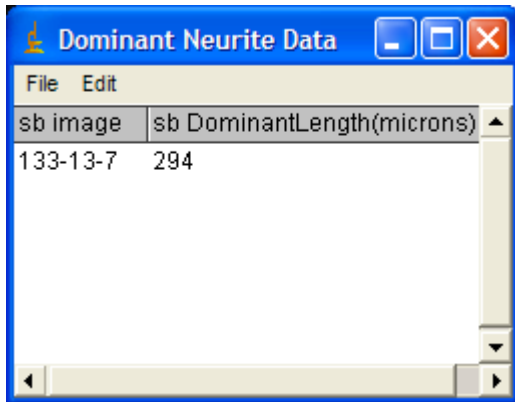 Dominant Neurite Data
File Edit
sb image sb DominantLength(microns)
133-13-7 294